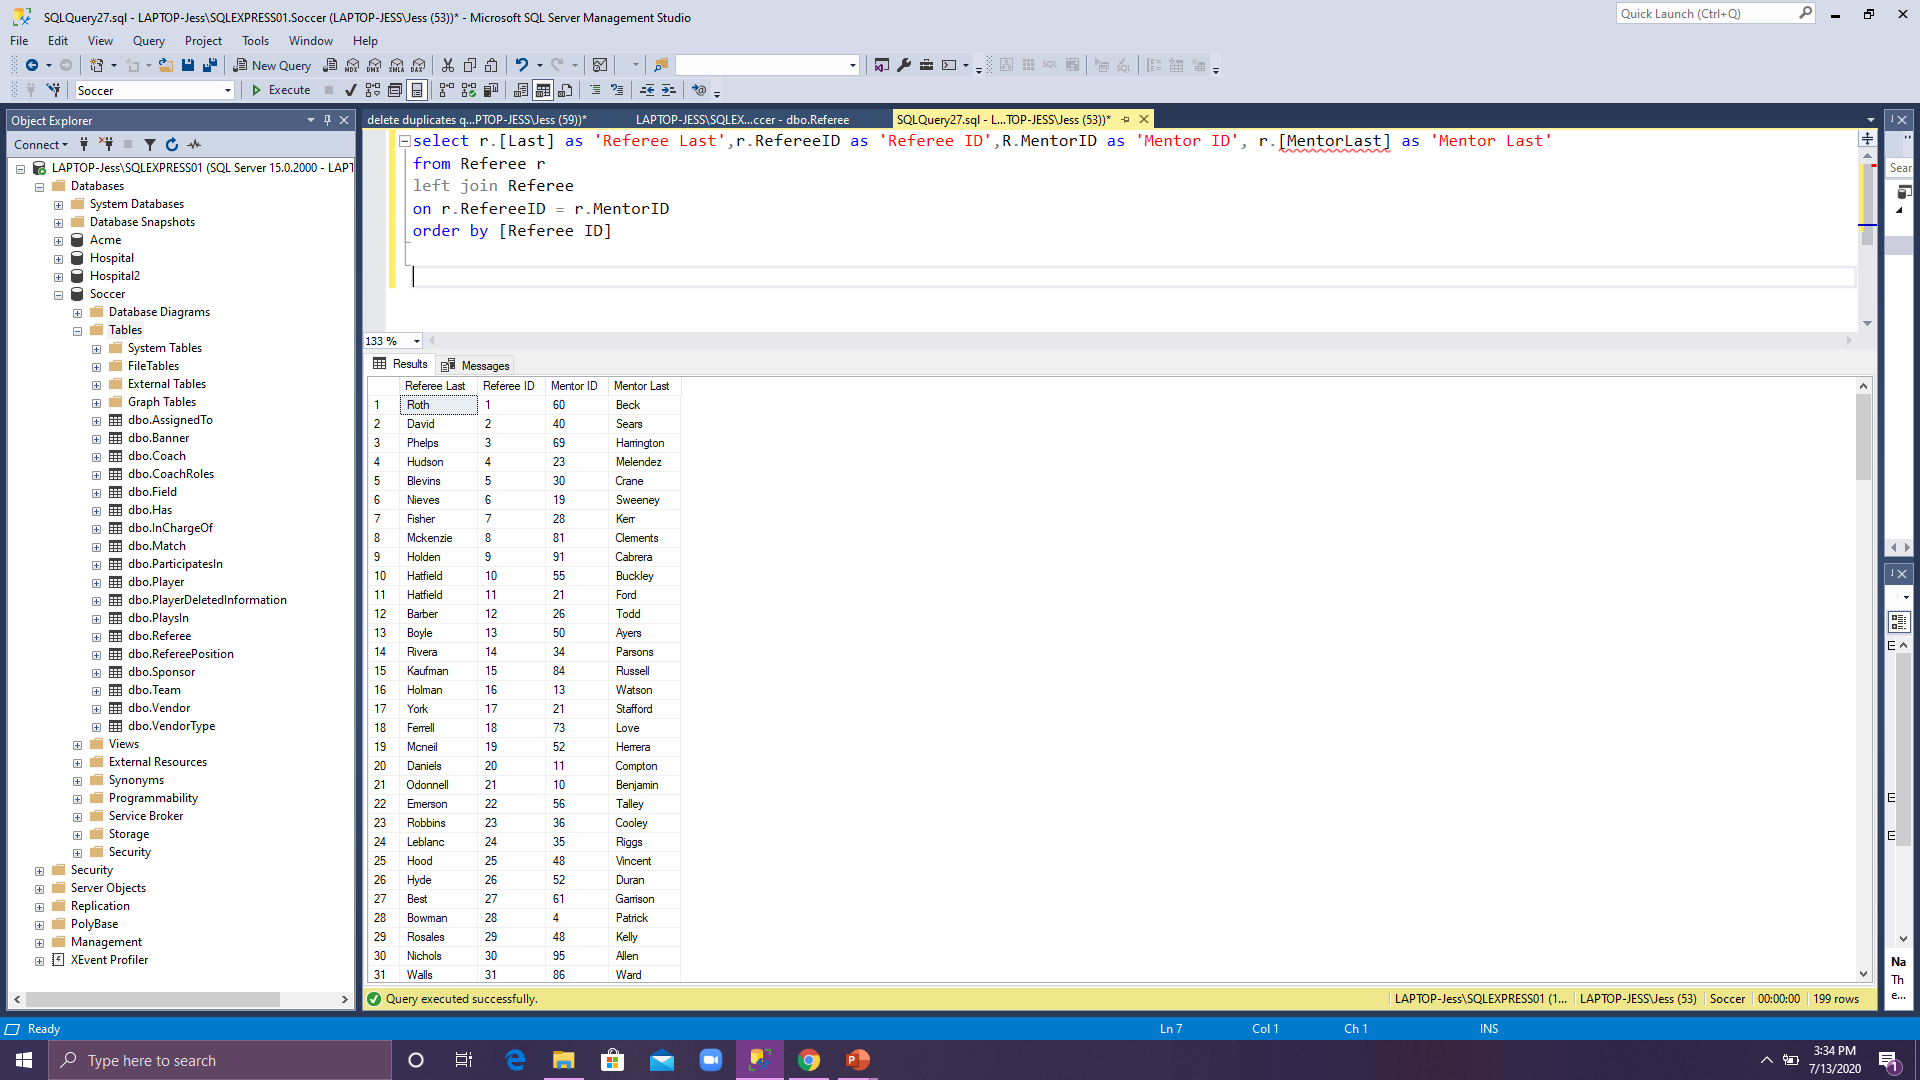 SQLQuery27.sql - LAPTOP-Jess\SQLEXPRESS01.Soccer (LAPTOP-JESS\Jess (53))* - Microsoft SQL Server Management Studio
Quick Launch (Ctrl+Q)
File Edit View Query Project Tools Window Help
New Query MDX DMX XMLA DAX
Soccer Execute
Object Explorer
Connect
LAPTOP-Jess\SQLEXPRESS01 (SQL Server 15.0.2000 - LAPT
Databases
System Databases
Database Snapshots
Acme
Hospital
Hospital2
Soccer
Database Diagrams
Tables
System Tables
FileTables
External Tables
Graph Tables
dbo.AssignedTo
dbo.Banner
dbo.Coach
dbo.CoachRoles
dbo.Field
dbo.Has
dbo.InChargeOf
dbo.Match
dbo.ParticipatesIn
dbo.Player
dbo.PlayerDeletedInformation
dbo.PlaysIn
dbo.Referee
dbo.RefereePosition
dbo.Sponsor
dbo.Team
dbo.Vendor
dbo.VendorType
Views
External Resources
Synonyms
Programmability
Service Broker
Storage
Security
Security
Server Objects
Replication
PolyBase
Management
XEvent Profiler
delete duplicates q...PTOP-JESS\Jess (59))* LAPTOP-JESS\SQLEX...ccer - dbo.Referee SQLQuery27.sql - L...TOP-JESS\Jess (53))*
select r.[Last] as 'Referee Last',r.RefereeID as 'Referee ID',R.MentorID as 'Mentor ID', r.[MentorLast] as 'Mentor Last'
from Referee r
left join Referee
on r.RefereeID = r.MentorID
order by [Referee ID]
133 %
Results Messages
Referee Last Referee ID Mentor ID Mentor Last
1 Roth 1 60 Beck
2 David 2 40 Sears
3 Phelps 3 69 Harrington
4 Hudson 4 23 Melendez
5 Blevins 5 30 Crane
6 Nieves 6 19 Sweeney
7 Fisher 7 28 Kerr
8 Mckenzie 8 81 Clements
9 Holden 9 91 Cabrera
10 Hatfield 10 55 Buckley
11 Hatfield 11 21 Ford
12 Barber 12 26 Todd
13 Boyle 13 50 Ayers
14 Rivera 14 34 Parsons
15 Kaufman 15 84 Russell
16 Holman 16 13 Watson
17 York 17 21 Stafford
18 Ferrell 18 73 Love
19 Mcneil 19 52 Herrera
20 Daniels 20 11 Compton
21 Odonnell 21 10 Benjamin
22 Emerson 22 56 Talley
23 Robbins 23 36 Cooley
24 Leblanc 24 35 Riggs
25 Hood 25 48 Vincent
26 Hyde 26 52 Duran
27 Best 27 61 Garrison
28 Bowman 28 4 Patrick
29 Rosales 29 48 Kelly
30 Nichols 30 95 Allen
31 Walls 31 86 Ward
Query executed successfully. LAPTOP-Jess\SQLEXPRESS01 (1... LAPTOP-JESS\Jess (53) Soccer 00:00:00 199 rows
Sear
Na
Th
e...
Ready Ln 7 Col 1 Ch 1 INS
Type here to search
3:34 PM
7/13/2020
1